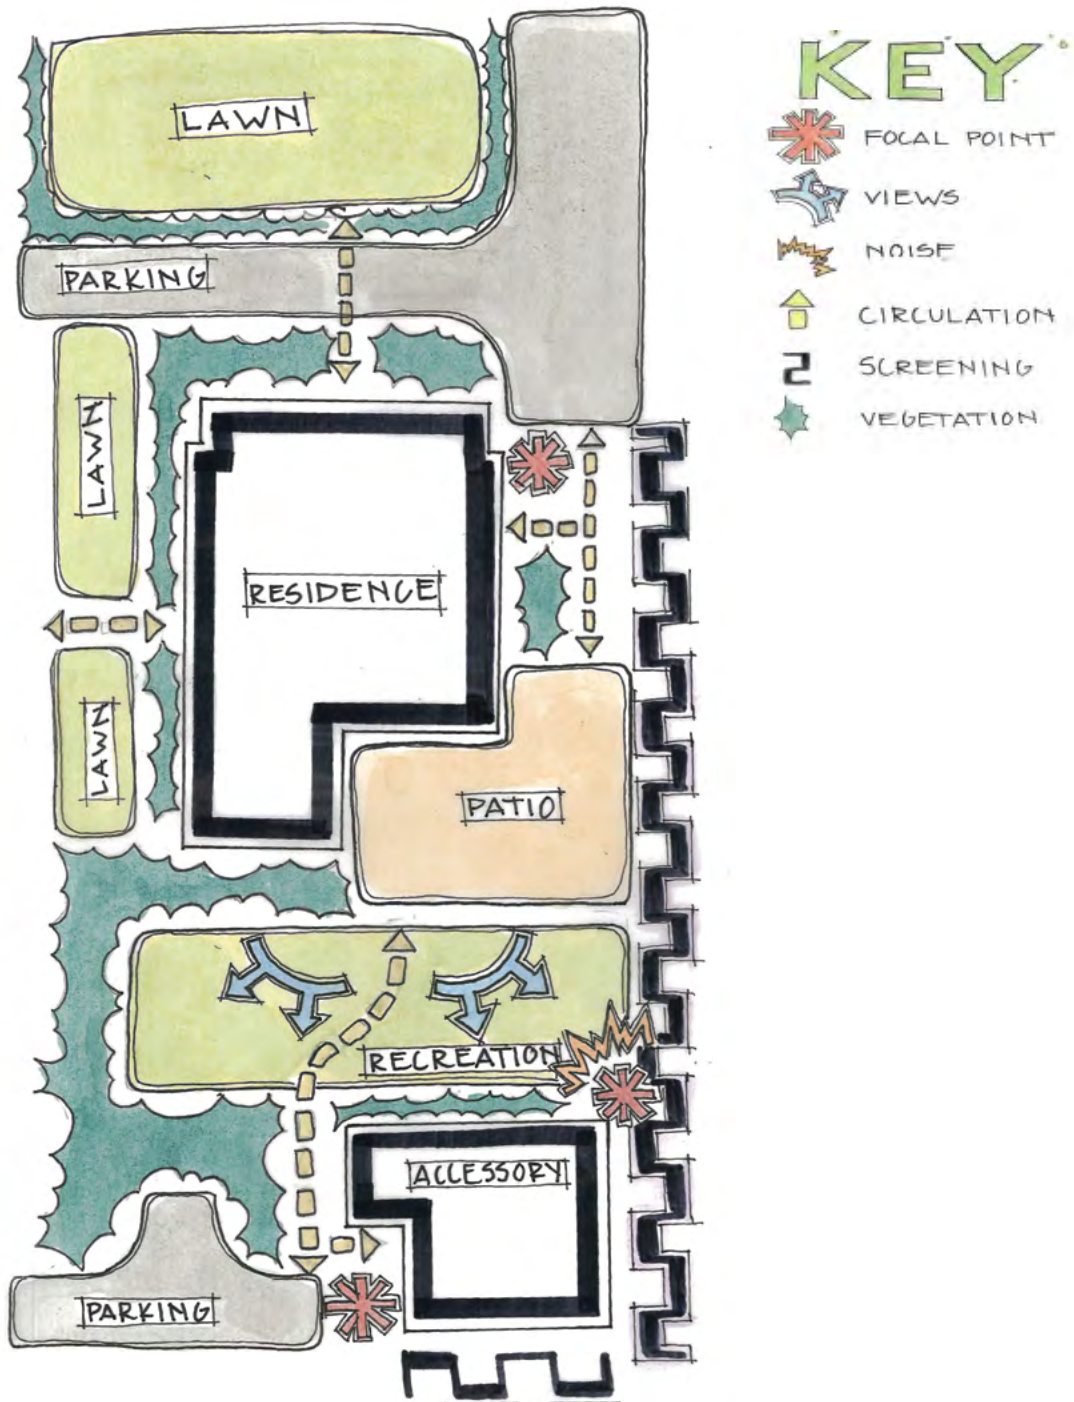 KEY
FOCAL POINT
VIEWS
NOISE
CIRCULATION
SCREENING
VEGETATION
LAWN
PARKING
LAWN
RESIDENCE
LAWN
PATIO
RECREATION
ACCESSORY
PARKING